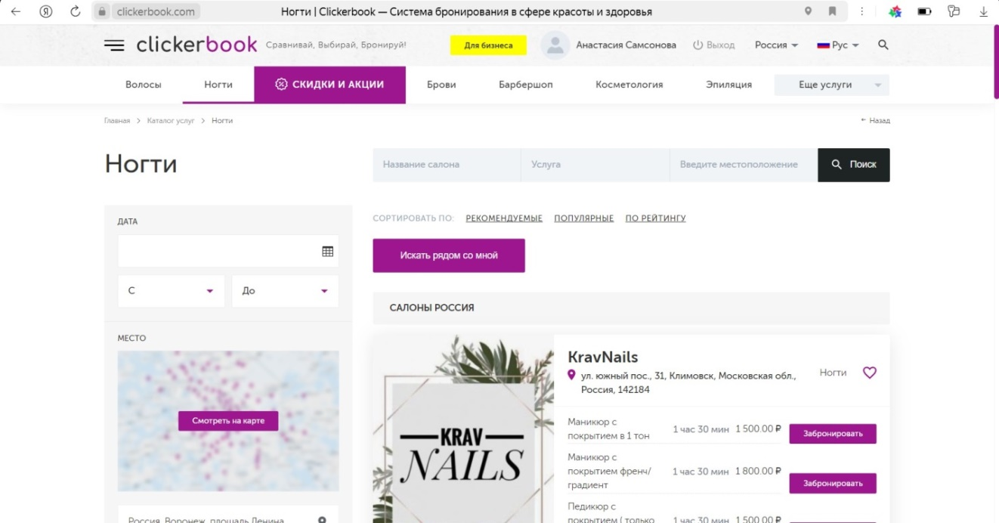 clickerbook.com
Ногти | Clickerbook — Система бронирования в сфере красоты и здоровья
clickerbook Сравнивай, Выбирай, Бронируй! Для бизнеса Анастасия Самсонова Выход Россия Рус
Волосы Ногти СКИДКИ И АКЦИИ Брови Барбершоп Косметология Эпиляция Еще услуги
Главная > Каталог услуг > Ногти
← Назад
Ногти
Название салона Услуга Введите местоположение Поиск
ДАТА
С До
МЕСТО
Смотреть на карте
Россия, Воронеж, площадь Ленина
СОРТИРОВАТЬ ПО: РЕКОМЕНДУЕМЫЕ ПОПУЛЯРНЫЕ ПО РЕЙТИНГУ
Искать рядом со мной
САЛОНЫ РОССИЯ
KRAV
NAILS
KravNails
ул. южный пос., 31, Климовск, Московская обл.,
Россия, 142184
Ногти
Маникюр с
покрытием в 1 тон
1 час 30 мин 1 500.00 ₽ Забронировать
Маникюр с
покрытием френч/
градиент
1 час 30 мин 1 800.00 ₽ Забронировать
Педикюр с
покрытием ( только
1 час 30 мин 1 500.00 ₽